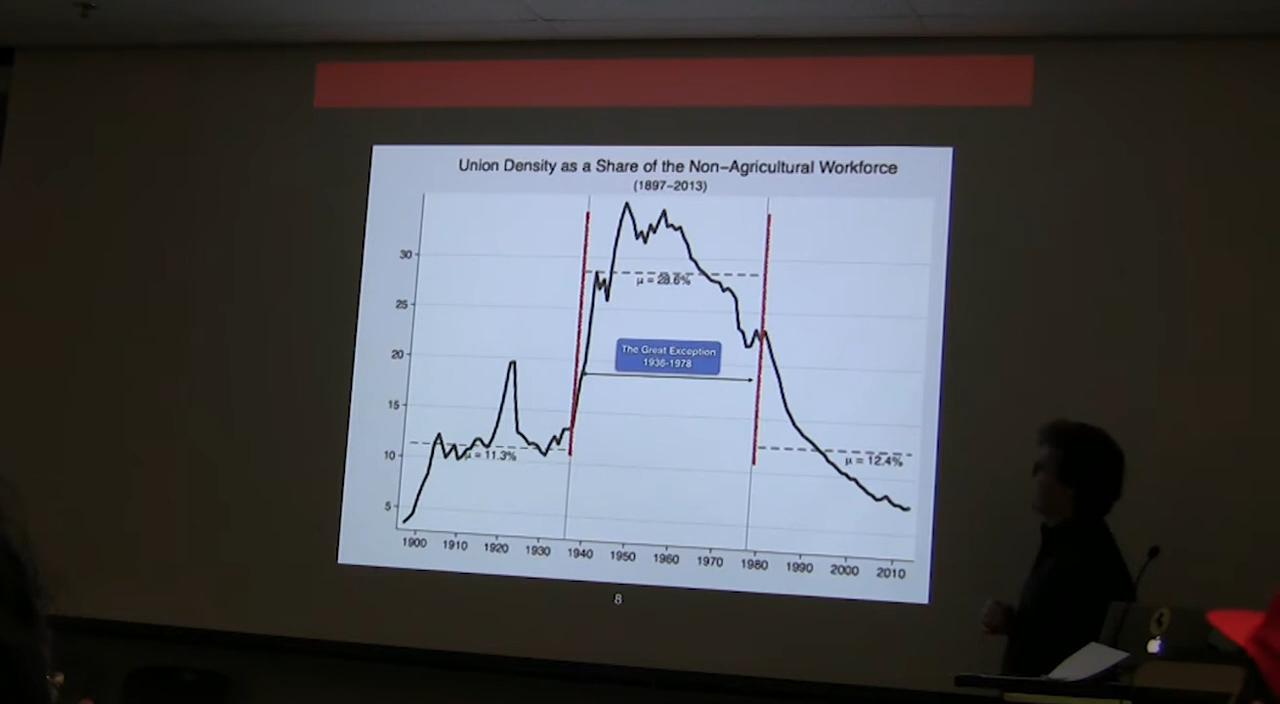 Union Density as a Share of the Non-Agricultural Workforce
(1897-2013)
30
25
20
15
10
5
μ = 28.6%
The Great Exception
1936-1978
μ = 11.3%
μ = 12.4%
1900 1910 1920 1930 1940 1950 1960 1970 1980 1990 2000 2010
8